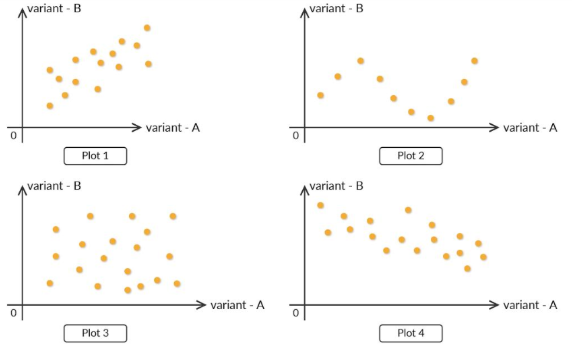 variant - B
variant - A
0
Plot 1
variant - B
variant - A
0
Plot 2
variant - B
variant - A
0
Plot 3
variant - B
variant - A
0
Plot 4